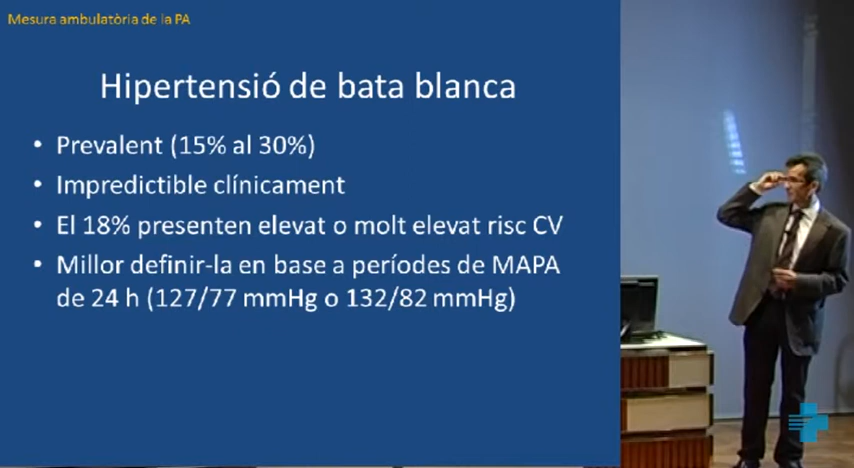 Mesura ambulatòria de la PA
Hipertensió de bata blanca
• Prevalent (15% al 30%)
• Impredictible clínicament
• El 18% presenten elevat o molt elevat risc CV
• Millor definir-la en base a períodes de MAPA
de 24 h (127/77 mmHg o 132/82 mmHg)